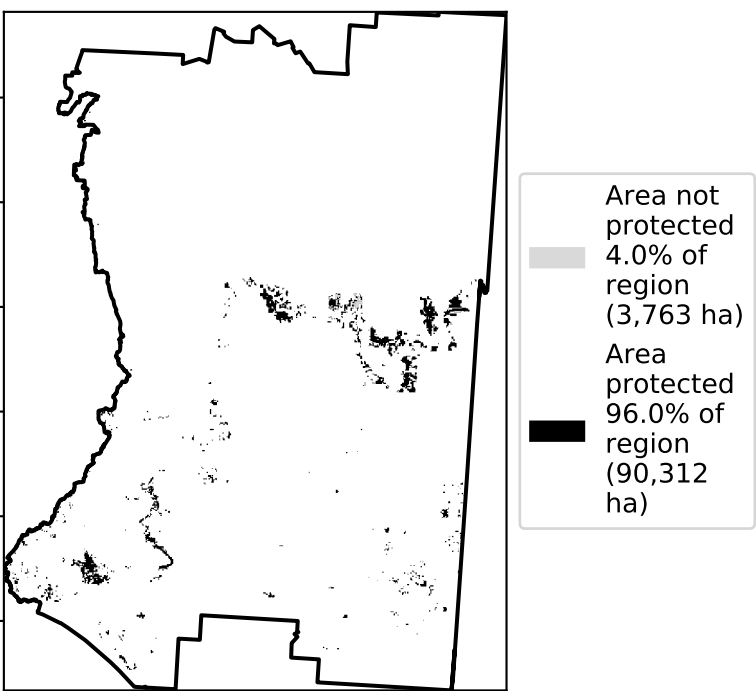 Area not
protected
4.0% of
region
(3,763 ha)
Area
protected
96.0% of
region
(90,312
ha)